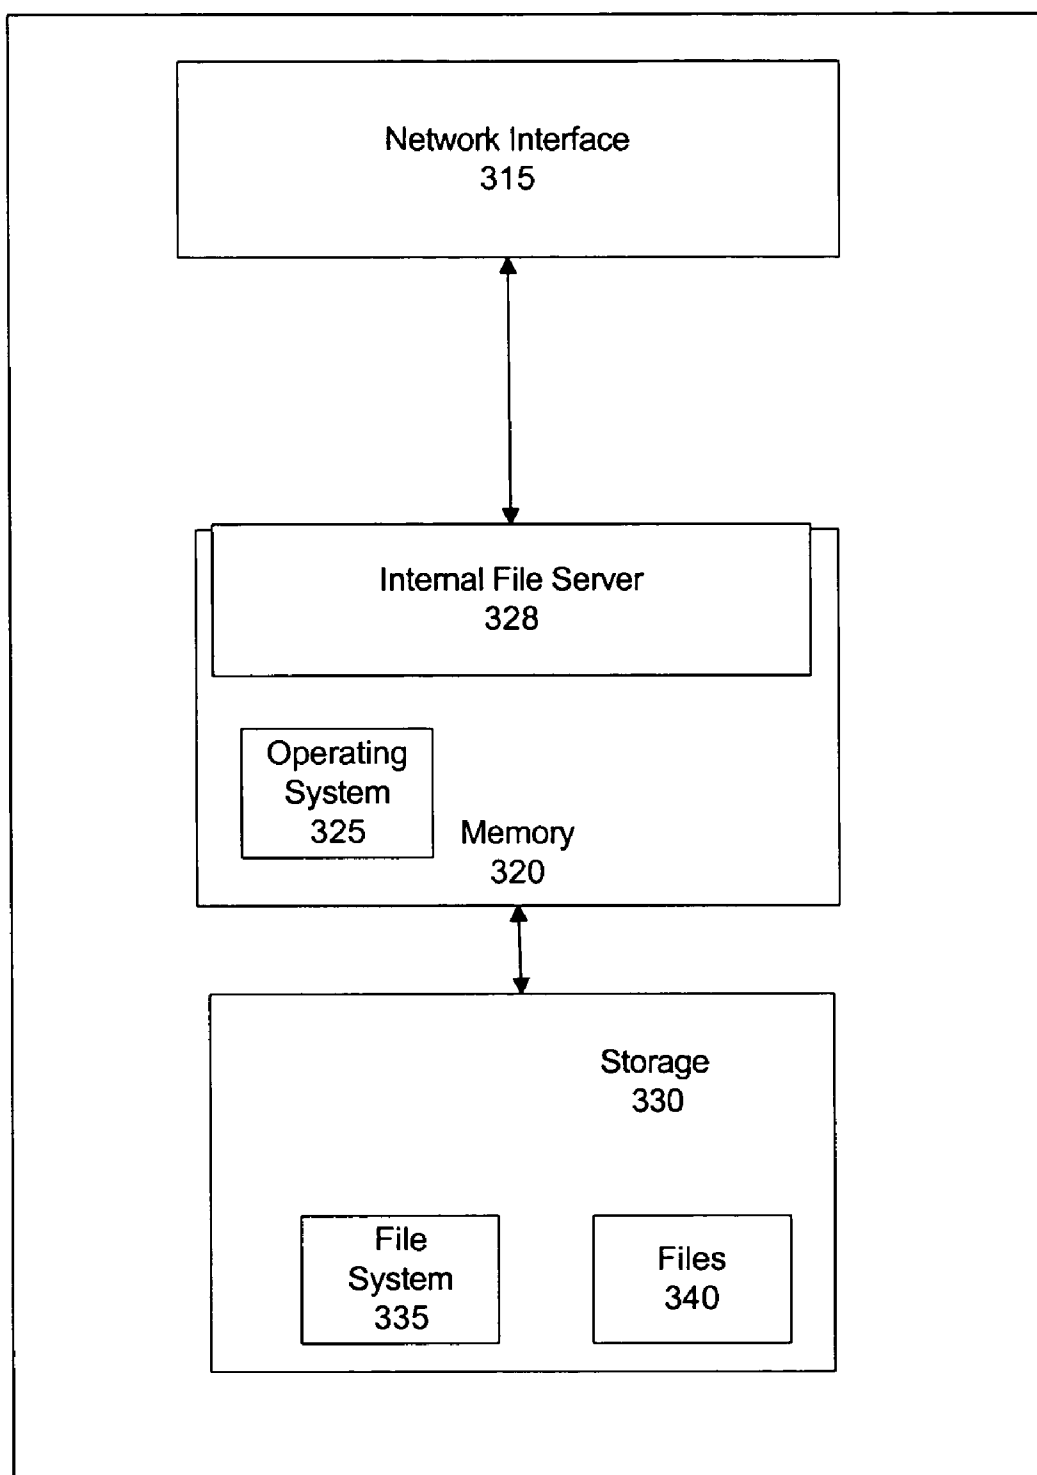 Network Interface
315
Internal File Server
328
Operating
System
325
Memory
320
Storage
330
File
System
335
Files
340